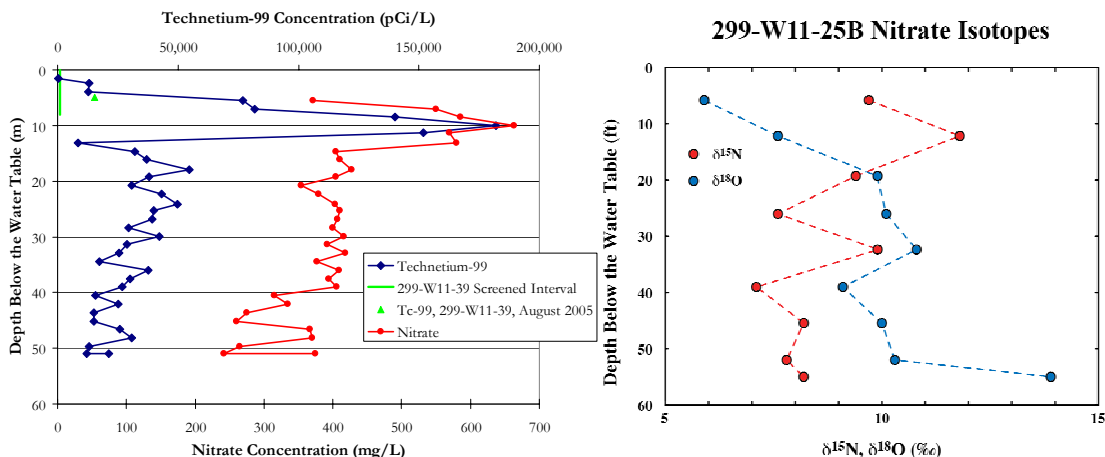 Technetium-99 Concentration (pCi/L)
0 50,000 100,000 150,000 200,000
0
10
20
30
40
50
60
Depth Below the Water Table (m)
Technetium-99
299-W11-39 Screened Interval
Tc-99, 299-W11-39, August 2005
Nitrate
0 100 200 300 400 500 600 700
Nitrate Concentration (mg/L)
299-W11-25B Nitrate Isotopes
0
10
20
30
40
50
60
Depth Below the Water Table (ft)
δ¹⁵N
δ¹⁸O
5 10 15
δ¹⁵N, δ¹⁸O (‰)